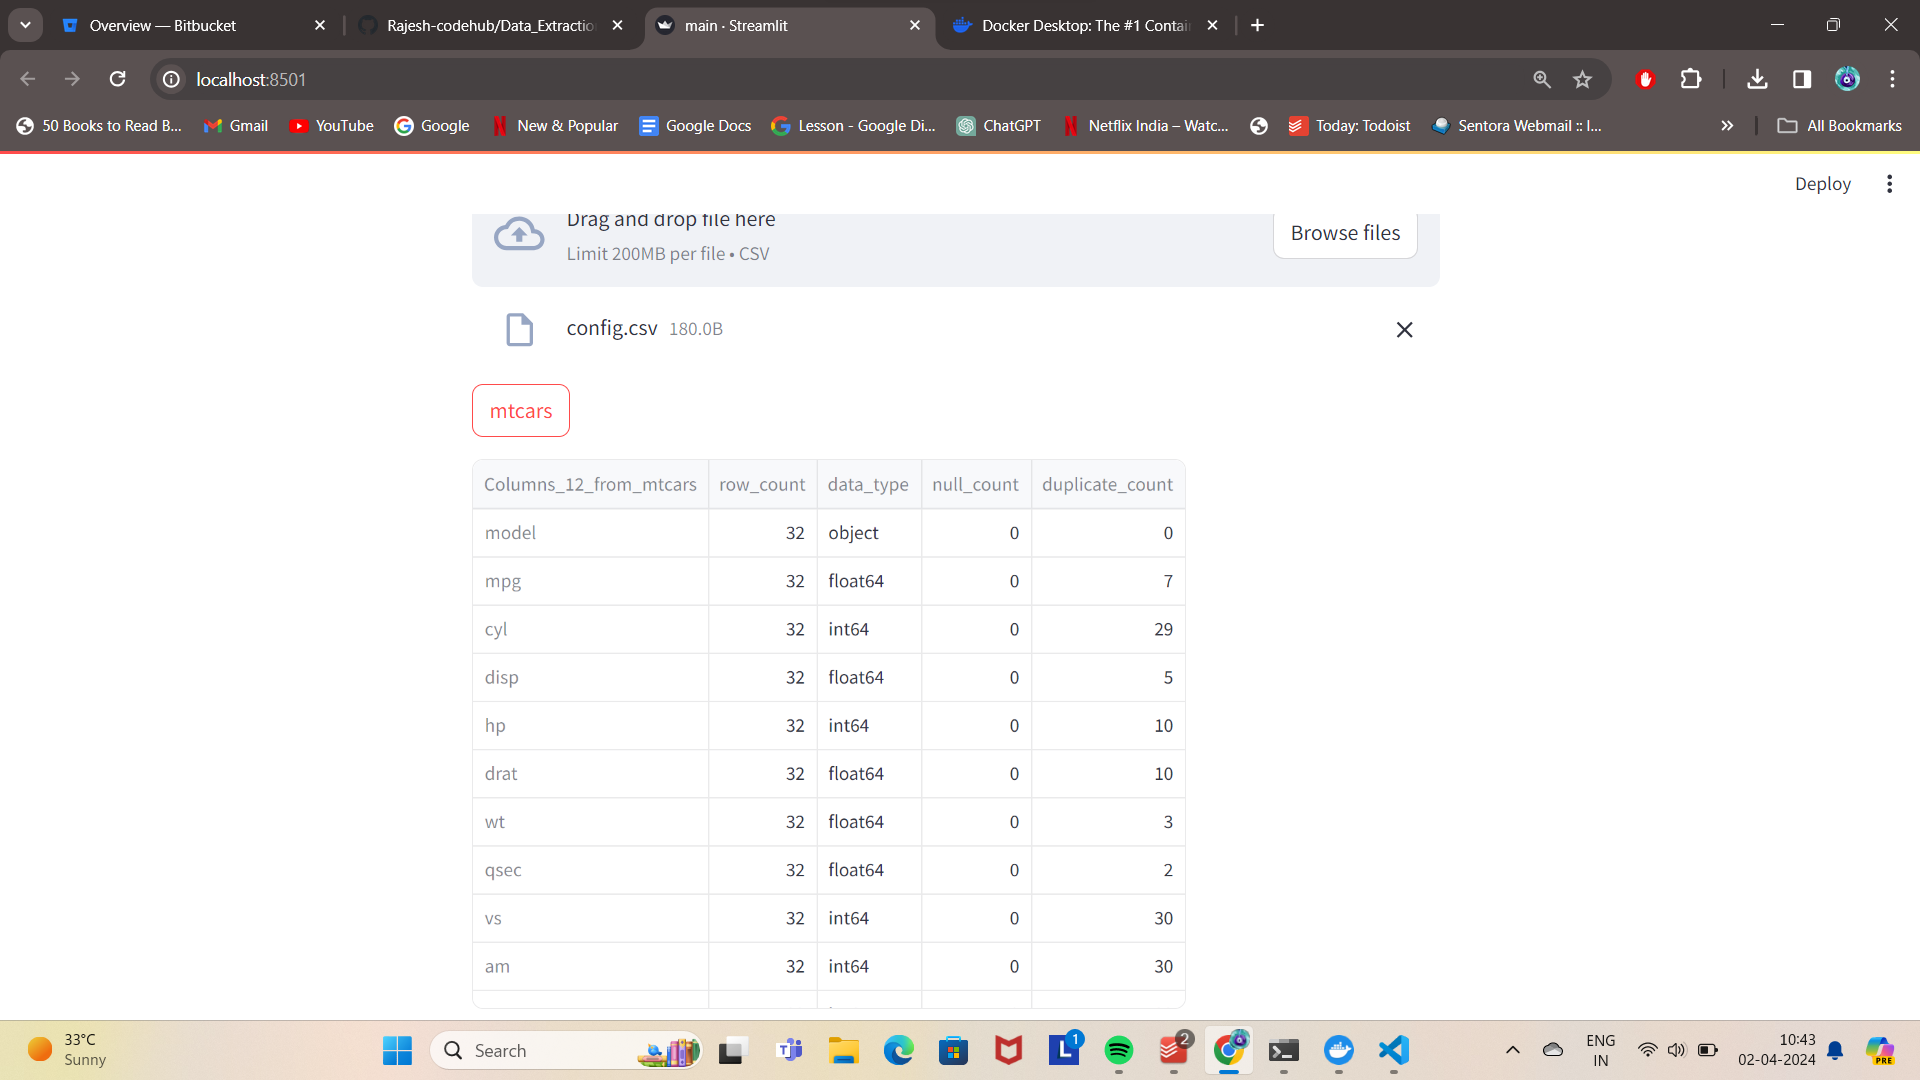 Overview — Bitbucket
Rajesh-codehub/Data_Extractio
main · Streamlit
Docker Desktop: The #1 Contai
localhost:8501
50 Books to Read B... Gmail YouTube Google New & Popular Google Docs Lesson - Google Di... ChatGPT Netflix India – Watc... Today: Todoist Sentora Webmail :: I... » All Bookmarks
Deploy
Drag and drop file here
Limit 200MB per file • CSV
Browse files
config.csv 180.0B
mtcars
Columns_12_from_mtcars row_count data_type null_count duplicate_count
model 32 object 0 0
mpg 32 float64 0 7
cyl 32 int64 0 29
disp 32 float64 0 5
hp 32 int64 0 10
drat 32 float64 0 10
wt 32 float64 0 3
qsec 32 float64 0 2
vs 32 int64 0 30
am 32 int64 0 30
33°C
Sunny
Search
L 1
2
PRE
ENG
IN
10:43
02-04-2024